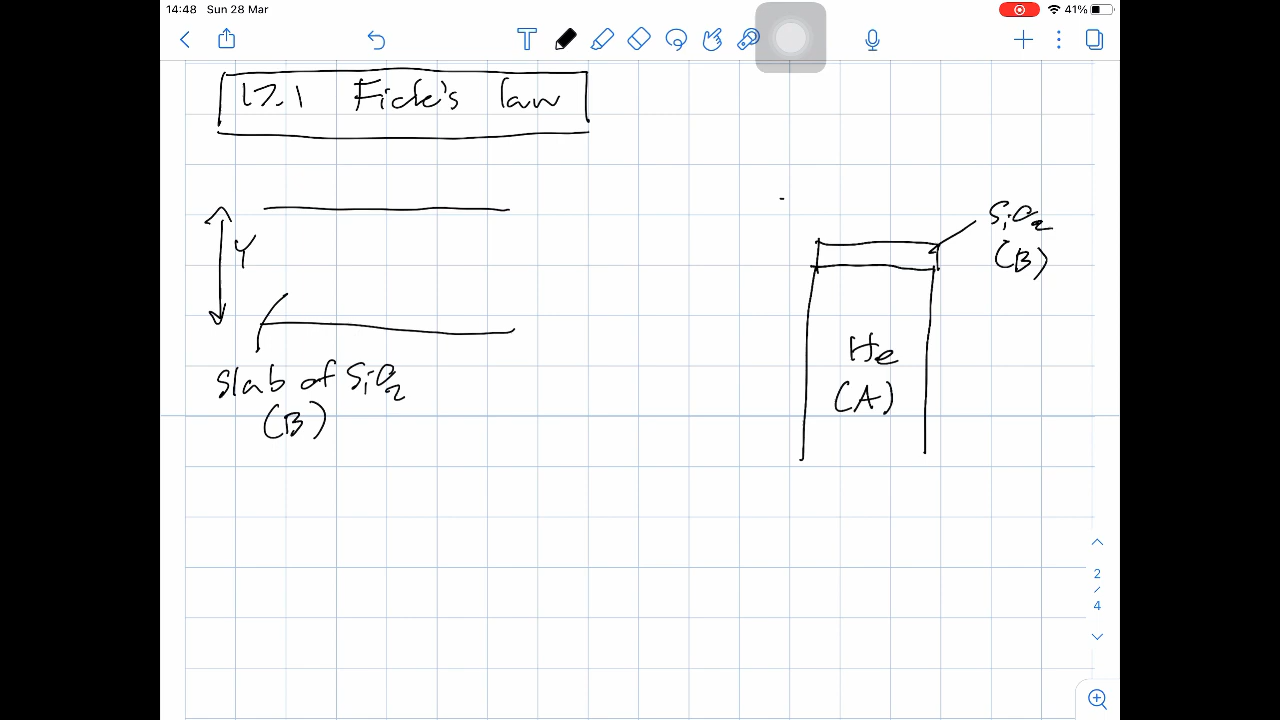 14:48 Sun 28 Mar
41%
17.1 Fick's law
Y
slab of SiO2
(B)
SiO2
(B)
He
(A)
2
/
4